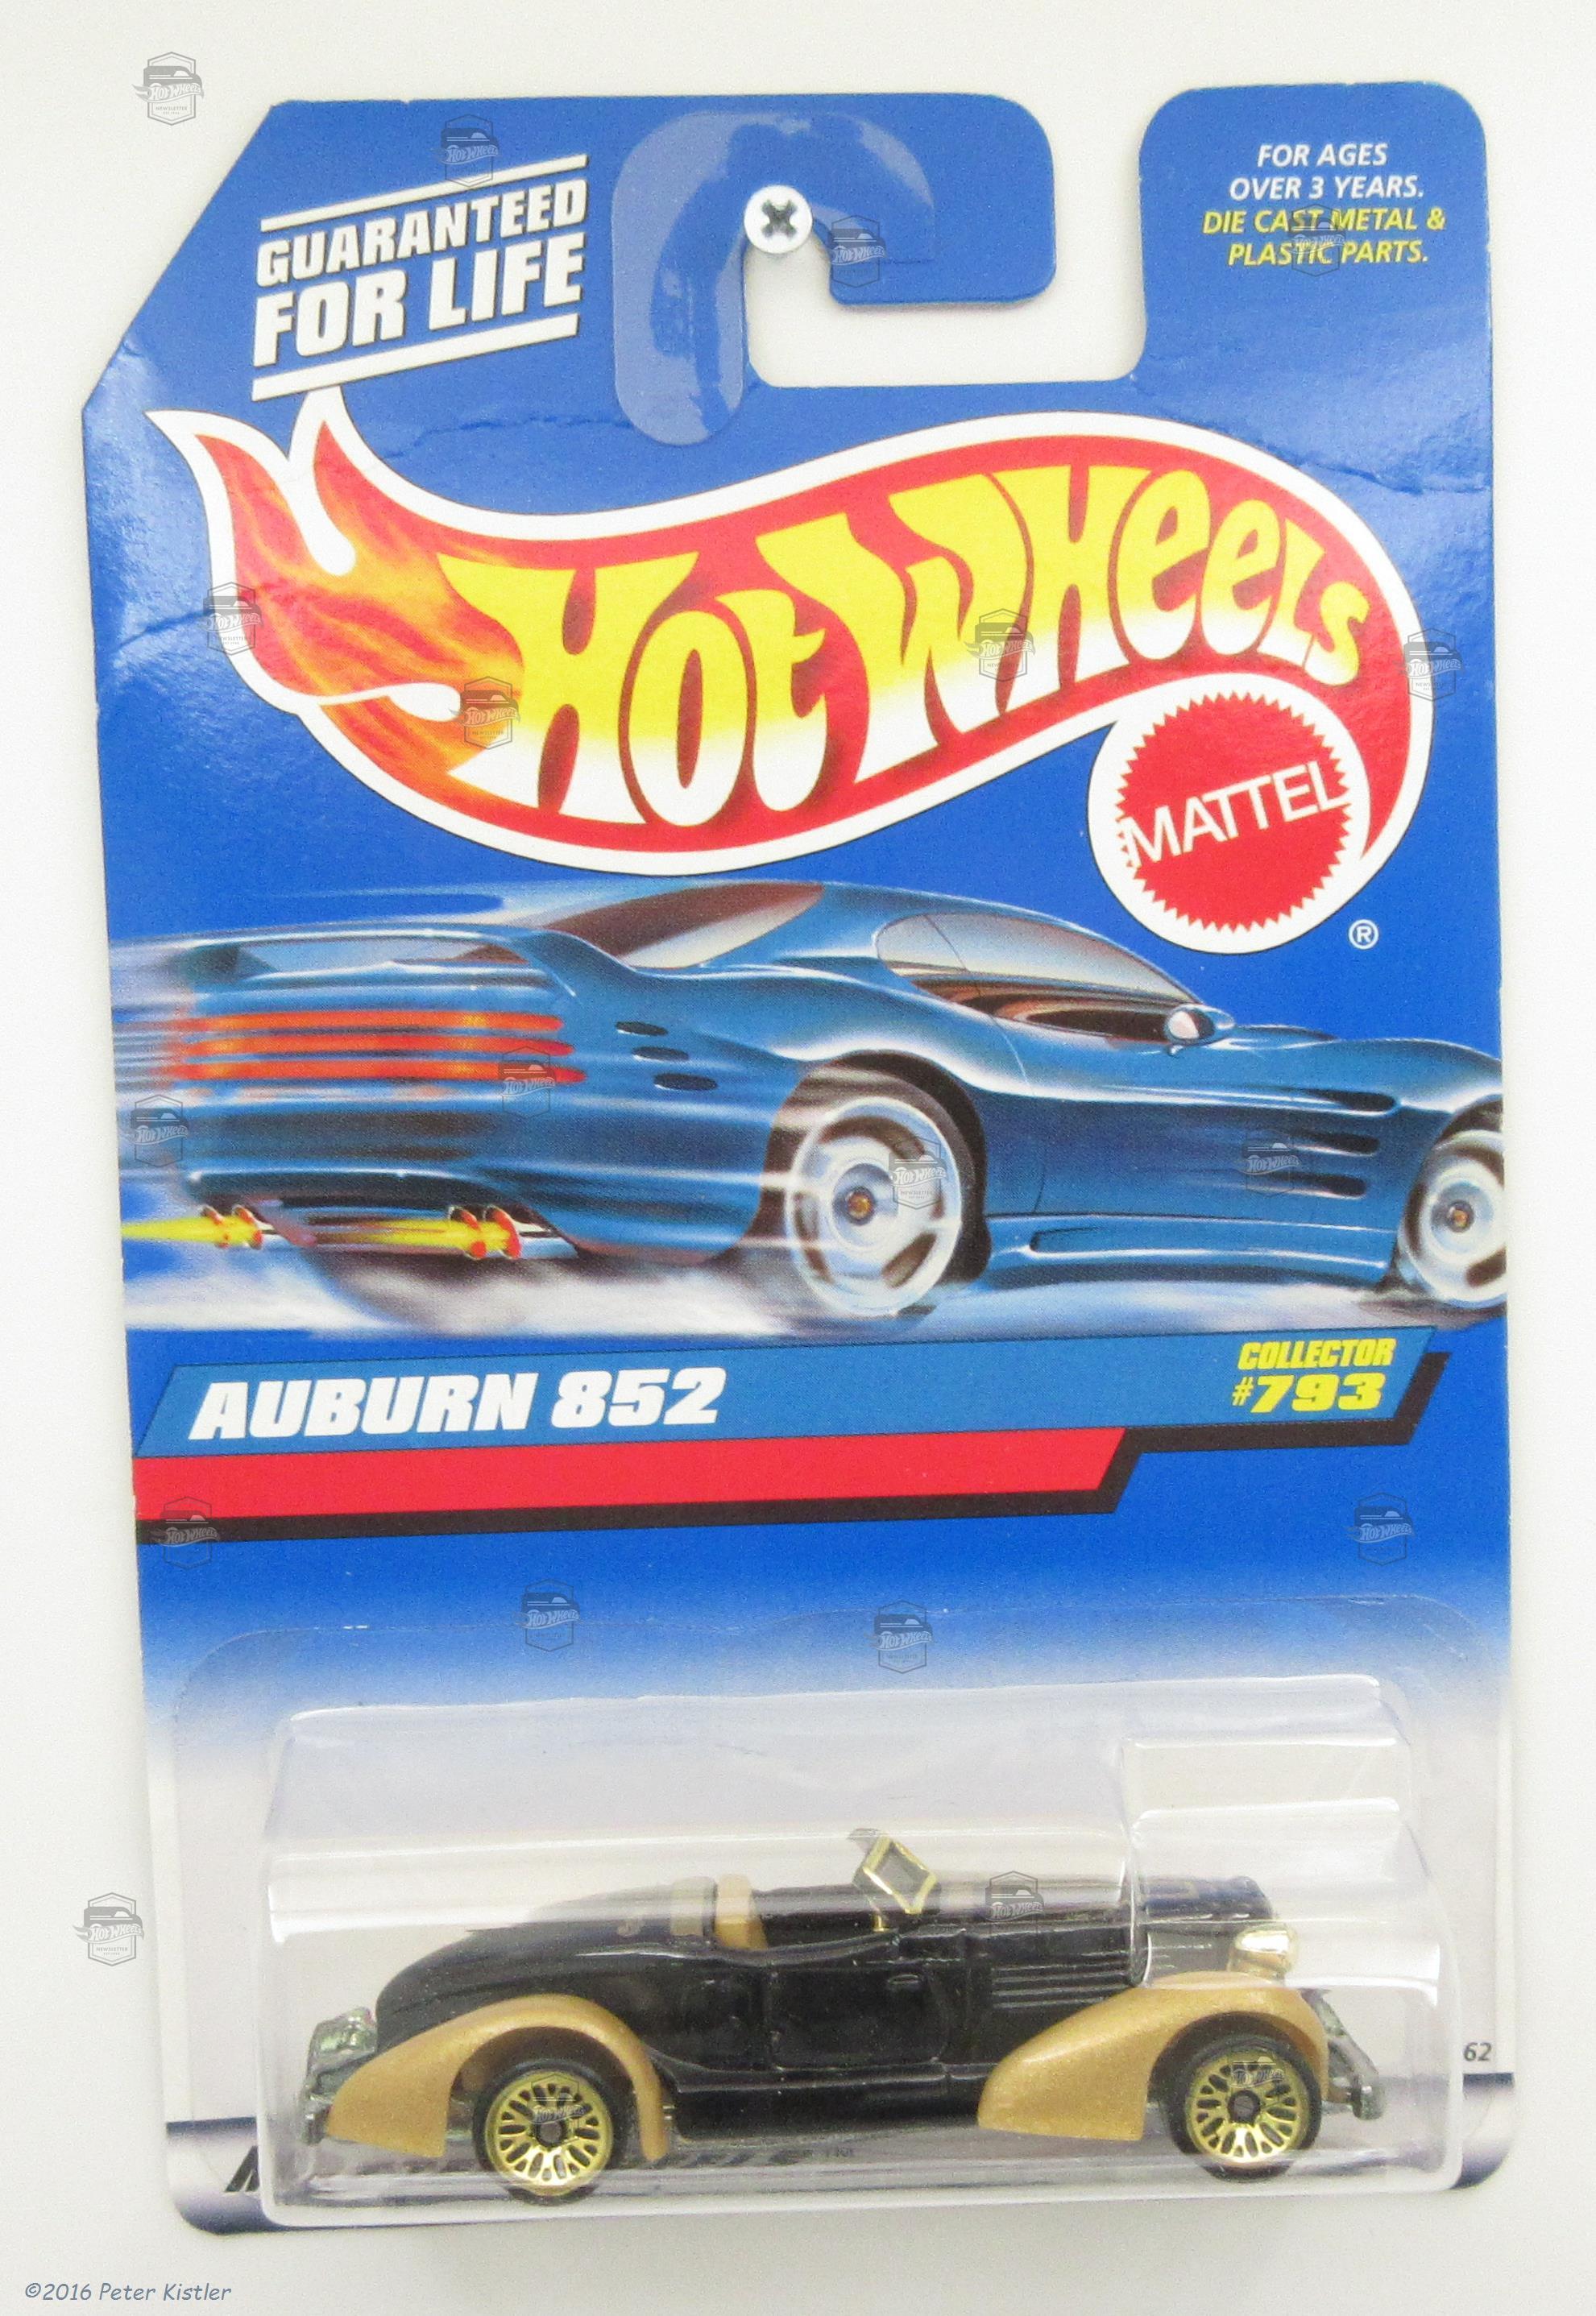 GUARANTEED
FOR LIFE
FOR AGES
OVER 3 YEARS.
DIE CAST METAL &
PLASTIC PARTS.
HOT WHEELS
MATTEL
®
AUBURN 852
COLLECTOR
#793
62
©2016 Peter Kistler